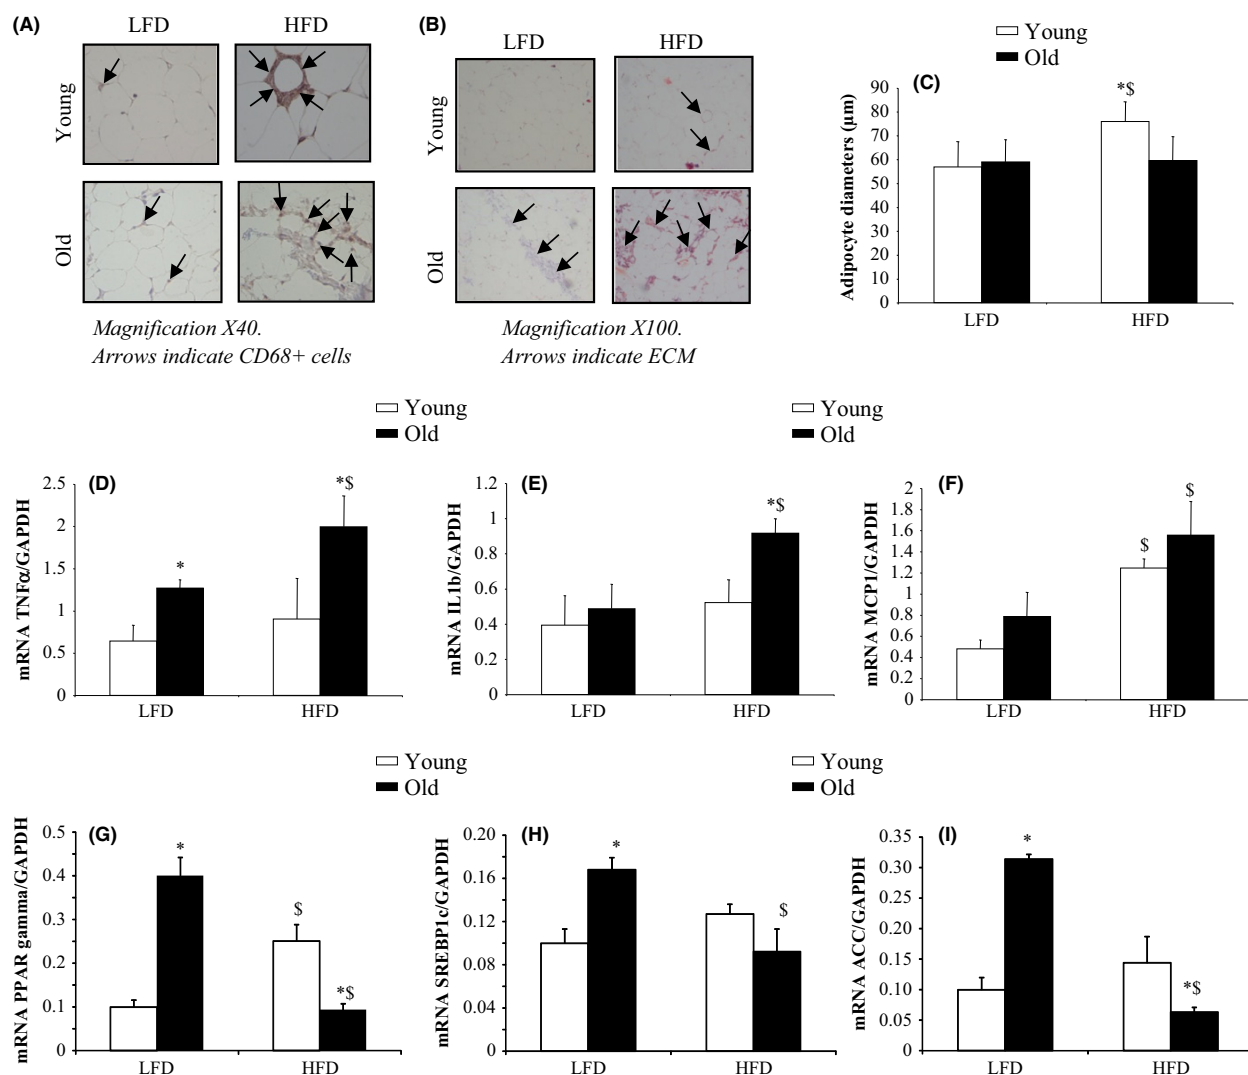 (A)
LFD
HFD
Young
Old
Magnification X40.
Arrows indicate CD68+ cells
(B)
LFD
HFD
Young
Old
Magnification X100.
Arrows indicate ECM
Young
Old
(C)
Adipocyte diameters (μm)
90
80
70
60
50
40
30
20
10
0
*$
LFD
HFD
Young
Old
Young
Old
(D)
mRNA TNFα/GAPDH
2.5
2
1.5
1
0.5
0
*
*$
LFD
HFD
(E)
mRNA IL1b/GAPDH
1.2
1
0.8
0.6
0.4
0.2
0
*$
LFD
HFD
(F)
mRNA MCP1/GAPDH
2
1.8
1.6
1.4
1.2
1
0.8
0.6
0.4
0.2
0
$
$
LFD
HFD
Young
Old
Young
Old
(G)
mRNA PPAR gamma/GAPDH
0.5
0.4
0.3
0.2
0.1
0
*
$
*$
LFD
HFD
(H)
mRNA SREBP1c/GAPDH
0.20
0.16
0.12
0.08
0.04
0
*
$
LFD
HFD
(I)
mRNA ACC/GAPDH
0.35
0.30
0.25
0.20
0.15
0.10
0.05
0
*
*$
LFD
HFD